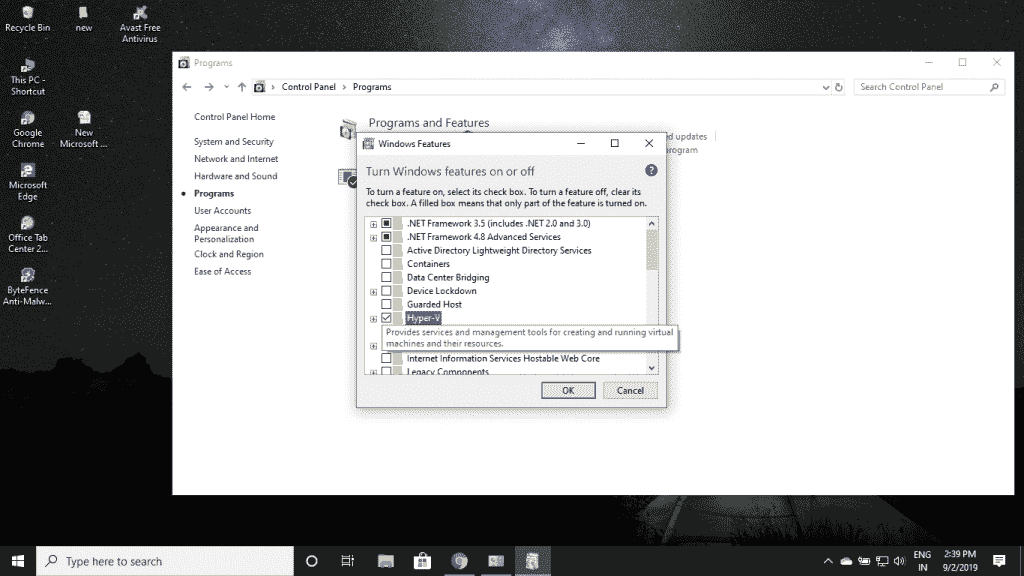 Recycle Bin
new
Avast Free
Antivirus
This PC -
Shortcut
Google
Chrome
New
Microsoft ...
Microsoft
Edge
Office Tab
Center 2...
ByteFence
Anti-Malw...
Programs
Control Panel > Programs
Search Control Panel
Control Panel Home
System and Security
Network and Internet
Hardware and Sound
Programs
User Accounts
Appearance and
Personalization
Clock and Region
Ease of Access
Programs and Features
updates
program
Windows Features
Turn Windows features on or off
To turn a feature on, select its check box. To turn a feature off, clear its
check box. A filled box means that only part of the feature is turned on.
.NET Framework 3.5 (includes .NET 2.0 and 3.0)
.NET Framework 4.8 Advanced Services
Active Directory Lightweight Directory Services
Containers
Data Center Bridging
Device Lockdown
Guarded Host
Hyper-V
Provides services and management tools for creating and running virtual
machines and their resources.
Internet Information Services Hostable Web Core
Legacy Components
OK
Cancel
Type here to search
ENG
IN
2:39 PM
9/2/2019